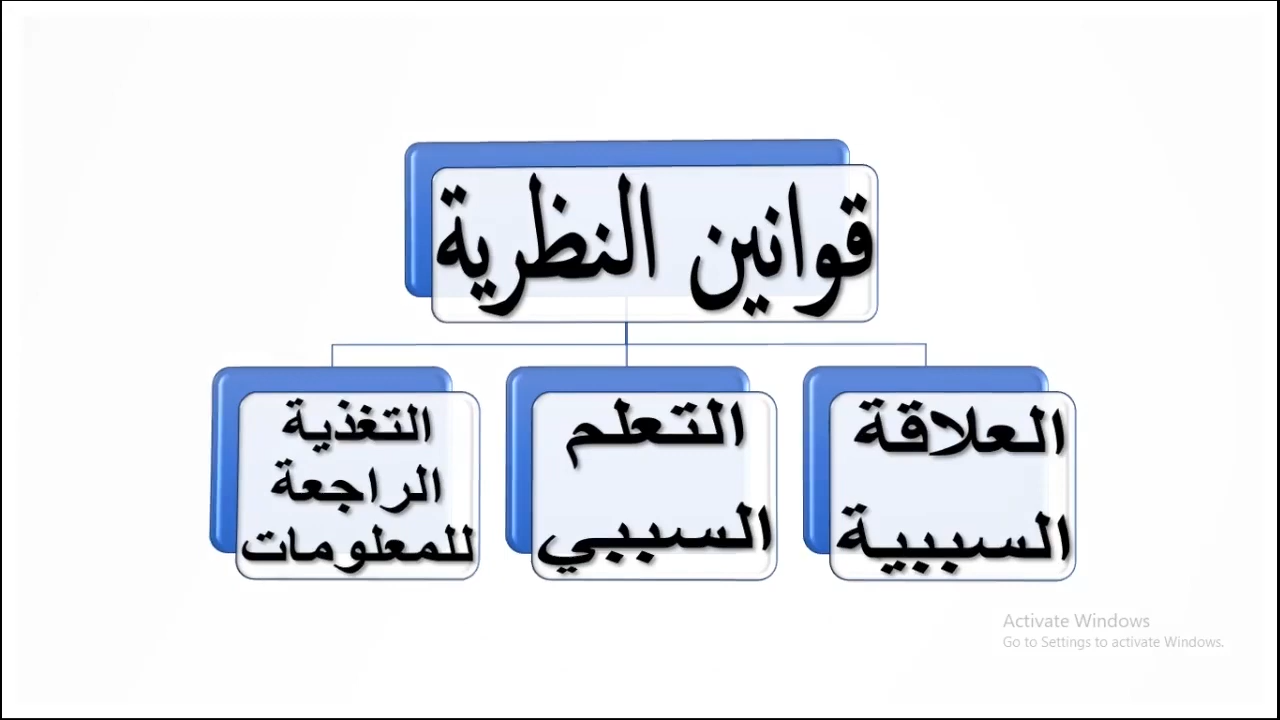 قوانين النظرية
العلاقة
السببية
التعلم
السببي
التغذية
الراجعة
للمعلومات
Activate Windows
Go to Settings to activate Windows.